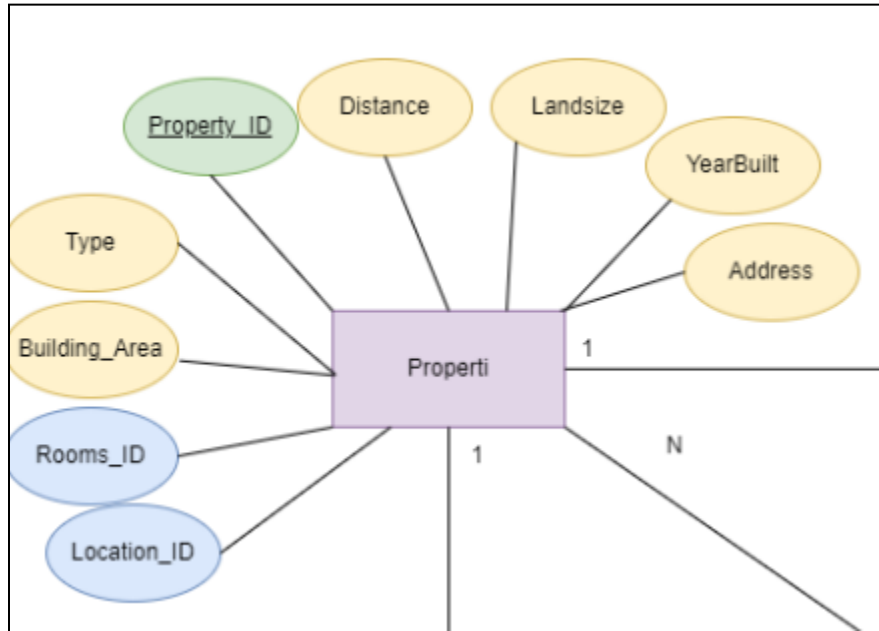 Distance
Landsize
Property_ID
YearBuilt
Type
Address
Building_Area
Properti
1
Rooms_ID
1
N
Location_ID